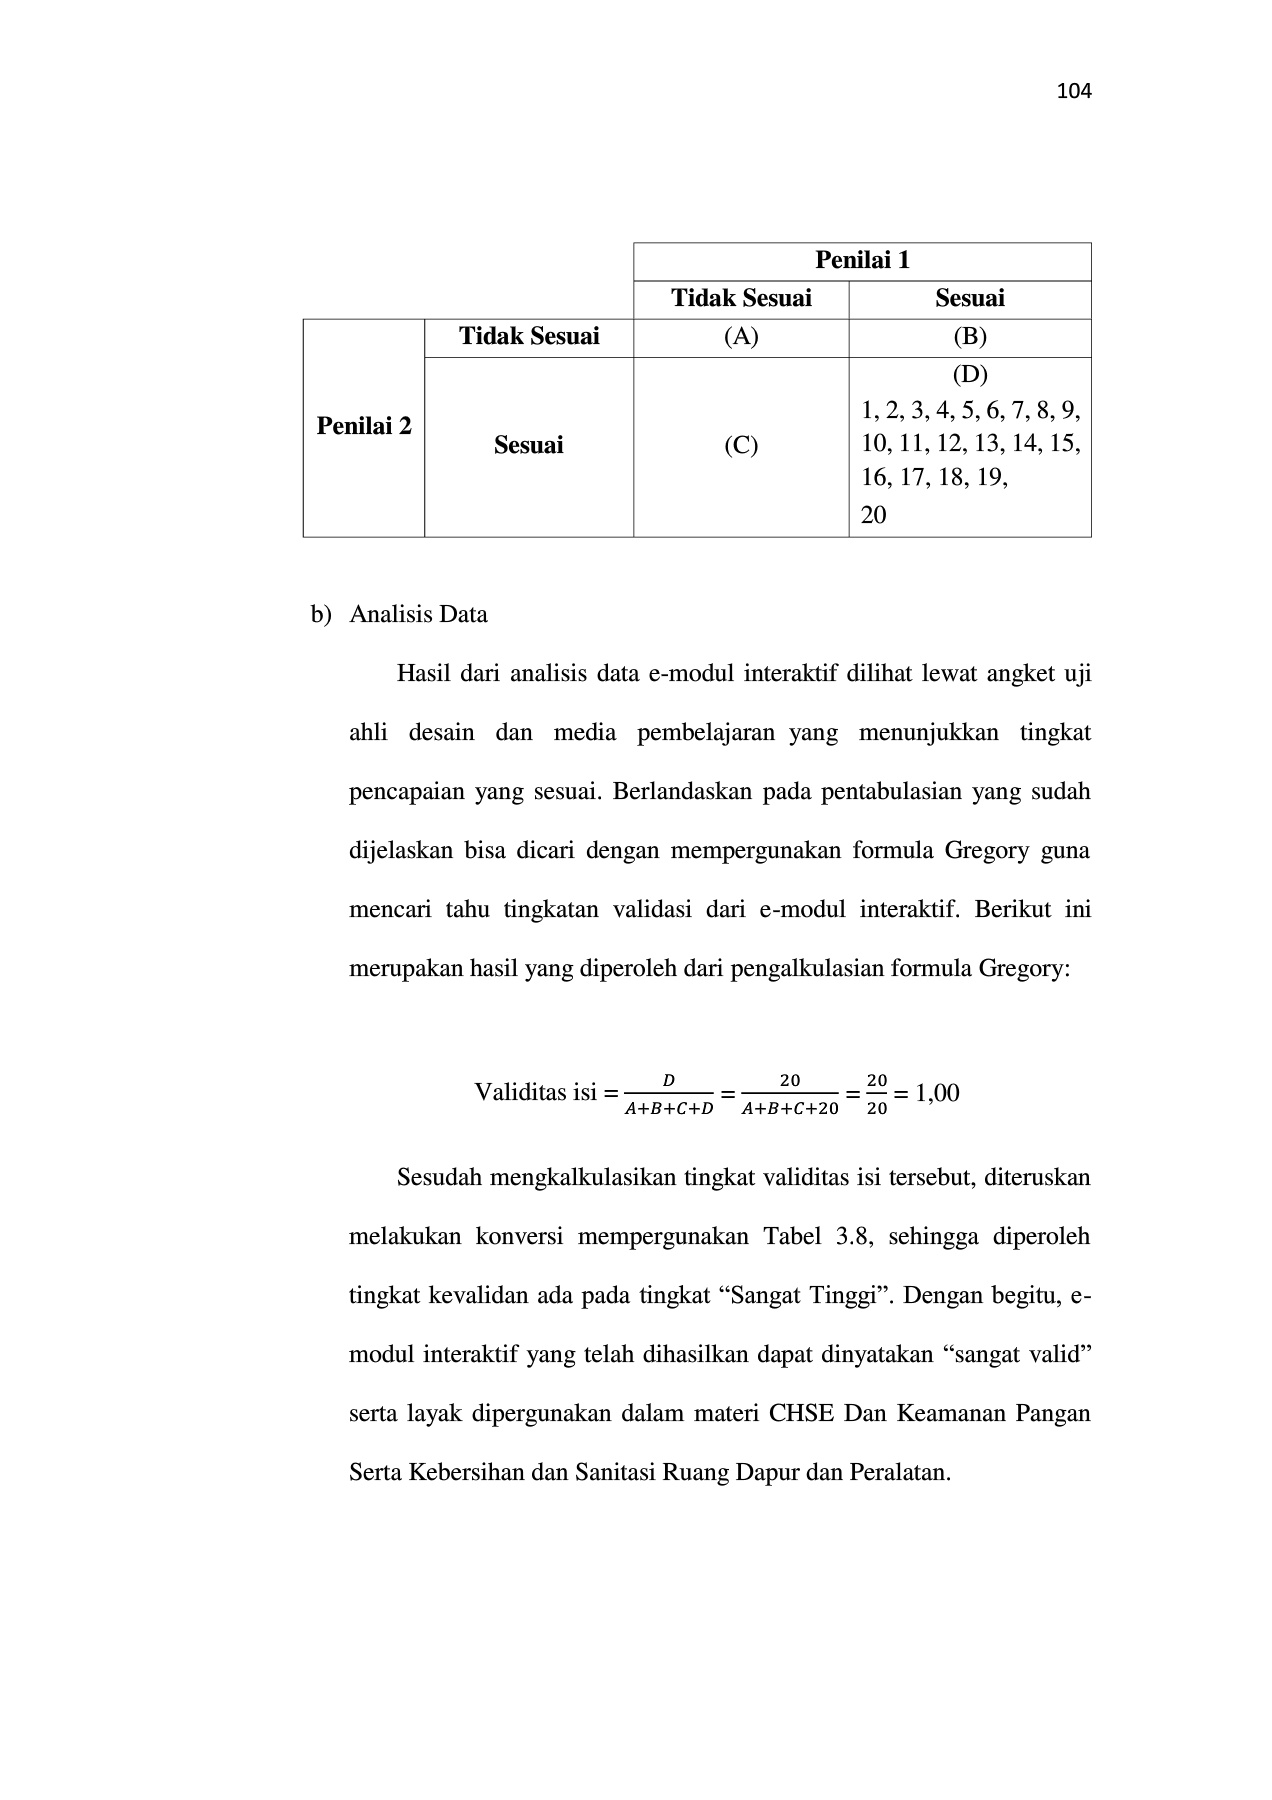 104
Penilai 1
Tidak Sesuai Sesuai
Penilai 2 Tidak Sesuai (A) (B)
Sesuai (C) (D)
1, 2, 3, 4, 5, 6, 7, 8, 9,
10, 11, 12, 13, 14, 15,
16, 17, 18, 19,
20
b) Analisis Data
Hasil dari analisis data e-modul interaktif dilihat lewat angket uji
ahli desain dan media pembelajaran yang menunjukkan tingkat
pencapaian yang sesuai. Berlandaskan pada pentabulasian yang sudah
dijelaskan bisa dicari dengan mempergunakan formula Gregory guna
mencari tahu tingkatan validasi dari e-modul interaktif. Berikut ini
merupakan hasil yang diperoleh dari pengalkulasian formula Gregory:
Validitas isi = D/A+B+C+D = 20/A+B+C+20 = 20/20 = 1,00
Sesudah mengkalkulasikan tingkat validitas isi tersebut, diteruskan
melakukan konversi mempergunakan Tabel 3.8, sehingga diperoleh
tingkat kevalidan ada pada tingkat “Sangat Tinggi”. Dengan begitu, e-
modul interaktif yang telah dihasilkan dapat dinyatakan “sangat valid”
serta layak dipergunakan dalam materi CHSE Dan Keamanan Pangan
Serta Kebersihan dan Sanitasi Ruang Dapur dan Peralatan.